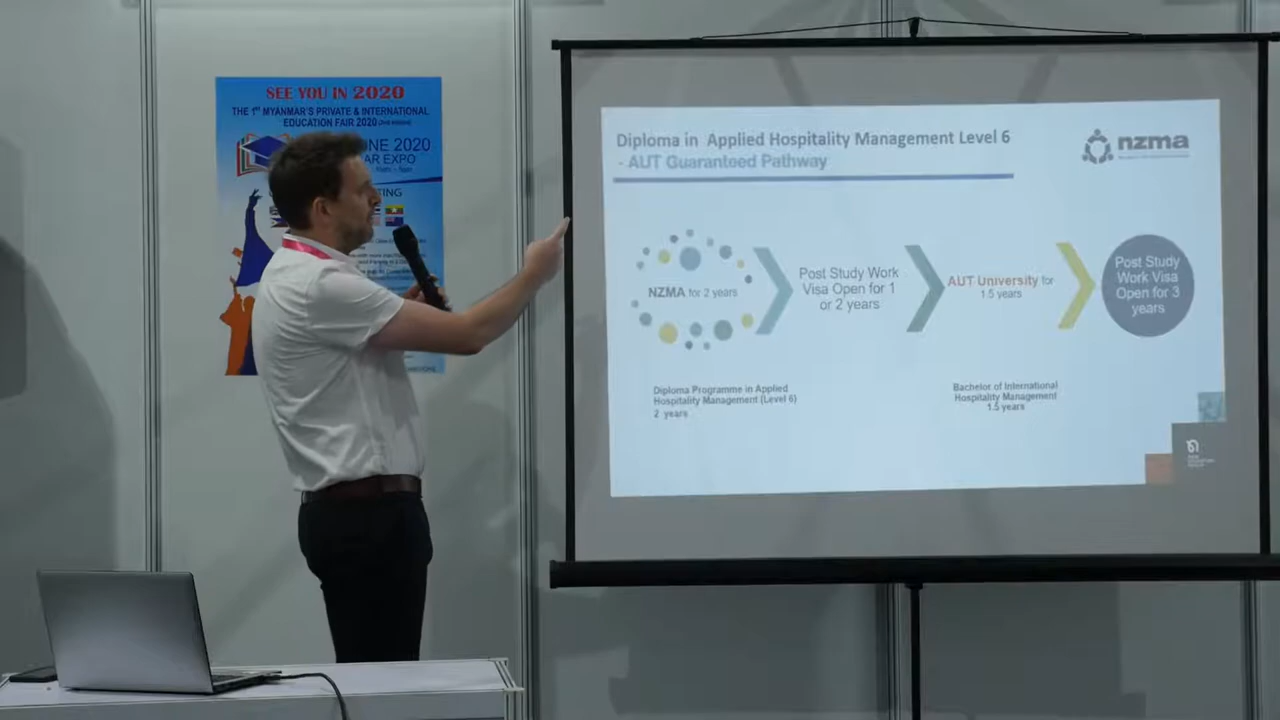 SEE YOU IN 2020
THE 1ST MYANMAR'S PRIVATE & INTERNATIONAL
EDUCATION FAIR 2020
NE 2020
AR EXPO
TING
Diploma in Applied Hospitality Management Level 6
- AUT Guaranteed Pathway
nzma
NZMA for 2 years
Post Study Work
Visa Open for 1
or 2 years
AUT University for
1.5 years
Post Study
Work Visa
Open for 3
years
Diploma Programme in Applied
Hospitality Management (Level 6)
2 years
Bachelor of International
Hospitality Management
1.5 years